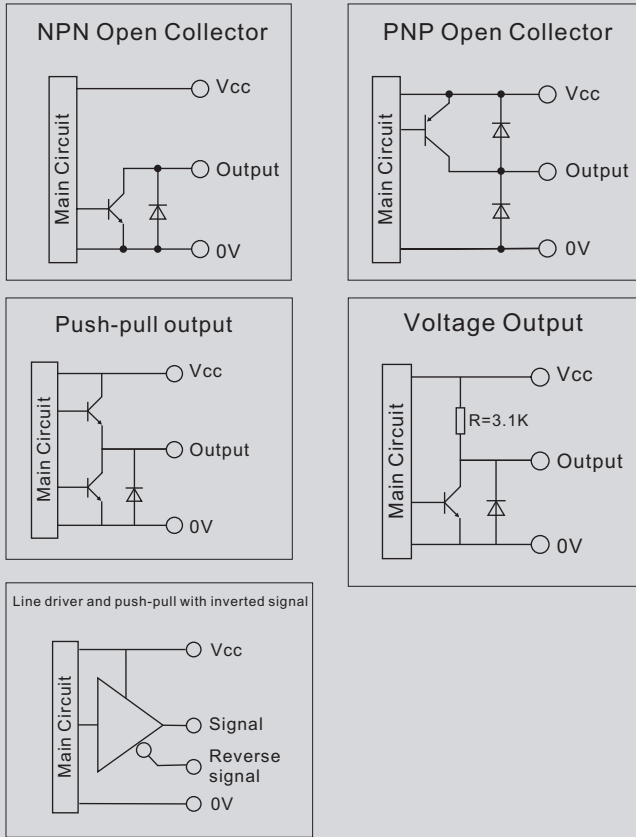 NPN Open Collector
Main Circuit
Vcc
Output
0V
PNP Open Collector
Main Circuit
Vcc
Output
0V
Push-pull output
Main Circuit
Vcc
Output
0V
Voltage Output
Main Circuit
Vcc
R=3.1K
Output
0V
Line driver and push-pull with inverted signal
Main Circuit
Vcc
Signal
Reverse
signal
0V